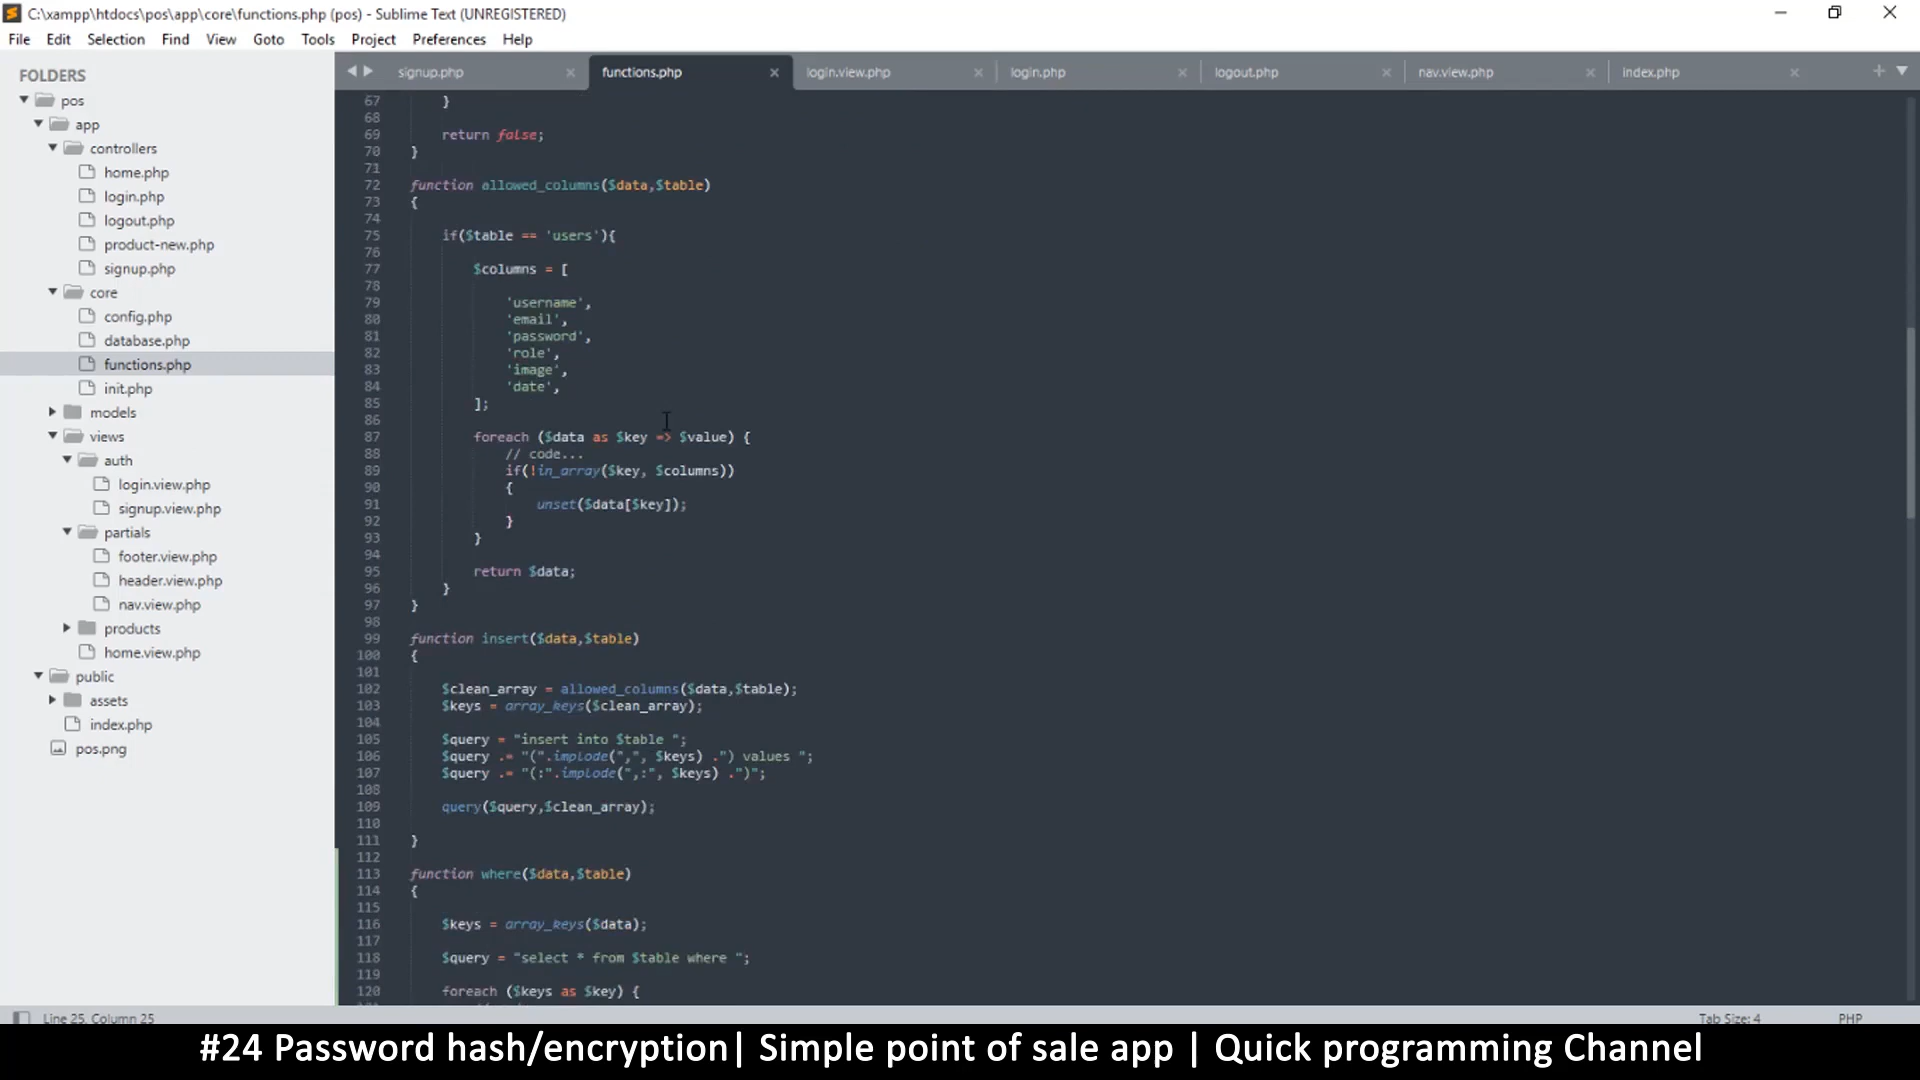 C:\xampp\htdocs\pos\app\core\functions.php (pos) - Sublime Text (UNREGISTERED)
File Edit Selection Find View Goto Tools Project Preferences Help
FOLDERS
pos
app
controllers
home.php
login.php
logout.php
product-new.php
signup.php
core
config.php
database.php
functions.php
init.php
models
views
auth
login.view.php
signup.view.php
partials
footer.view.php
header.view.php
nav.view.php
products
home.view.php
public
assets
index.php
pos.png
signup.php functions.php login.view.php login.php logout.php nav.view.php index.php
67 }
68
69 return false;
70 }
71
72 function allowed_columns($data,$table)
73 {
74
75 if($table == 'users'){
76
77 $columns = [
78
79 'username',
80 'email',
81 'password',
82 'role',
83 'image',
84 'date',
85 ];
86
87 foreach ($data as $key => $value) {
88 // code...
89 if(!in_array($key, $columns))
90 {
91 unset($data[$key]);
92 }
93 }
94
95 return $data;
96 }
97 }
98
99 function insert($data,$table)
100 {
101
102 $clean_array = allowed_columns($data,$table);
103 $keys = array_keys($clean_array);
104
105 $query = "insert into $table ";
106 $query .= "(".implode(",", $keys) .") values ";
107 $query .= "(:".implode(",:", $keys) .")";
108
109 query($query,$clean_array);
110
111 }
112
113 function where($data,$table)
114 {
115
116 $keys = array_keys($data);
117
118 $query = "select * from $table where ";
119
120 foreach ($keys as $key) {
Line 25, Column 25 Tab Size: 4 PHP
#24 Password hash/encryption| Simple point of sale app | Quick programming Channel